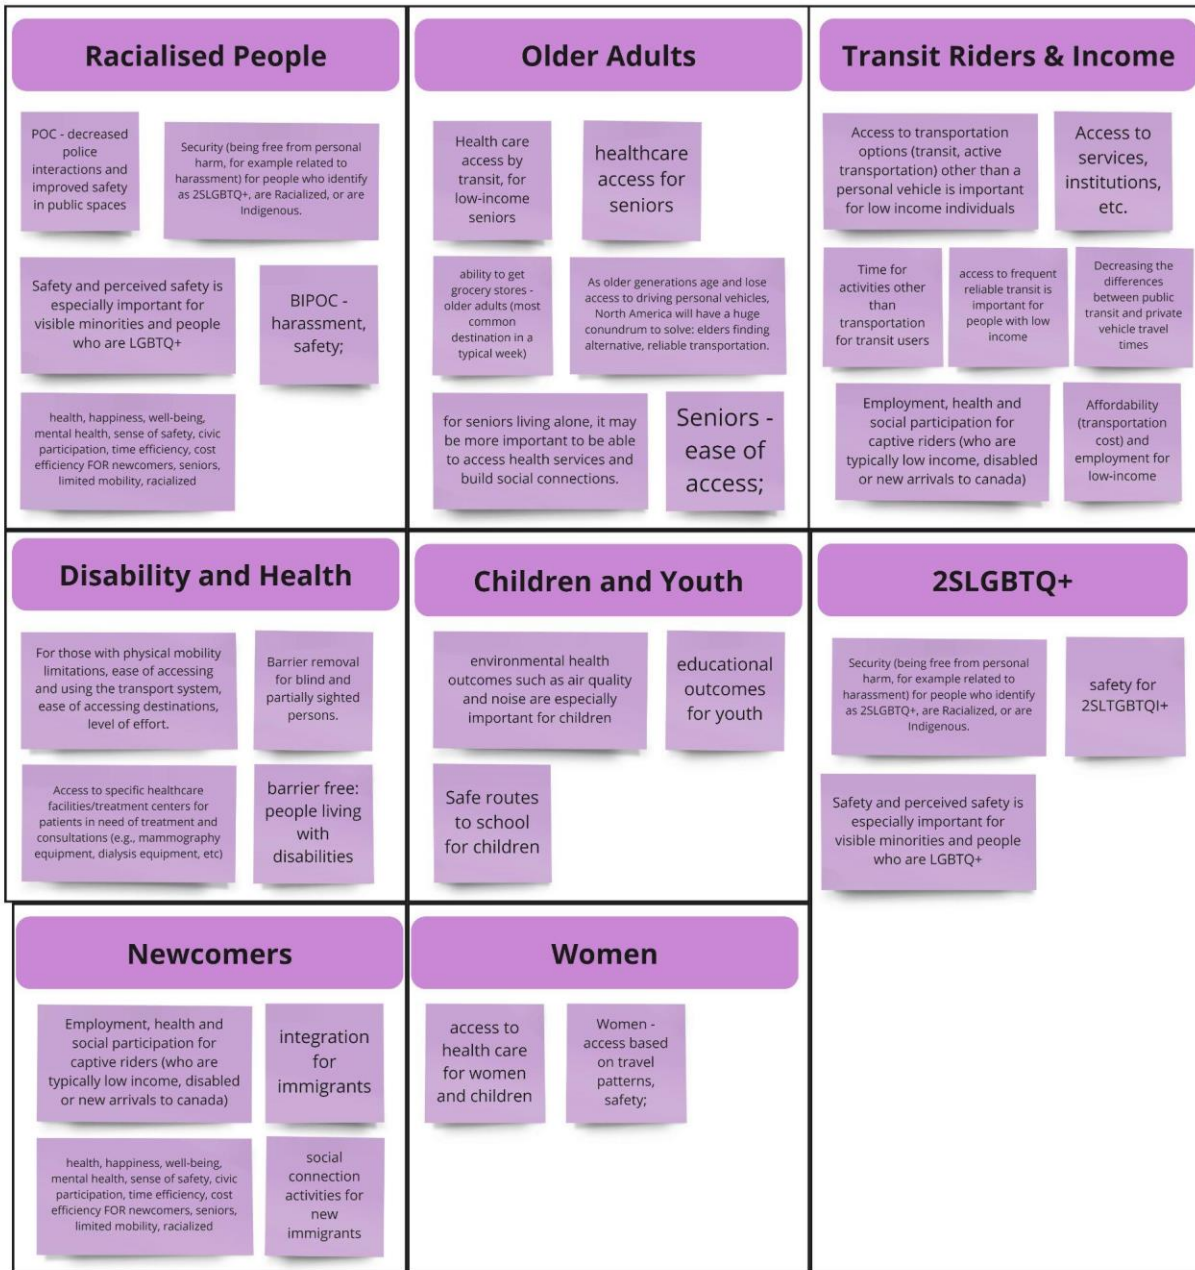 Racialised People
POC - decreased
police
interactions and
improved safety
in public spaces
Security (being free from personal
harm, for example related to
harassment) for people who identify
as 2SLGBTQ+, are Racialized, or are
Indigenous.
Safety and perceived safety is
especially important for
visible minorities and people
who are LGBTQ+
BIPOC -
harassment,
safety;
health, happiness, well-being,
mental health, sense of safety, civic
participation, time efficiency, cost
efficiency FOR newcomers, seniors,
limited mobility, racialized
Older Adults
Health care
access by
transit, for
low-income
seniors
healthcare
access for
seniors
ability to get
grocery stores -
older adults (most
common
destination in a
typical week)
As older generations age and lose
access to driving personal vehicles,
North America will have a huge
conundrum to solve: elders finding
alternative, reliable transportation.
for seniors living alone, it may
be more important to be able
to access health services and
build social connections.
Seniors -
ease of
access;
Transit Riders & Income
Access to transportation
options (transit, active
transportation) other than a
personal vehicle is important
for low income individuals
Access to
services,
institutions,
etc.
Time for
activities other
than
transportation
for transit users
access to frequent
reliable transit is
important for
people with low
income
Decreasing the
differences
between public
transit and private
vehicle travel
times
Employment, health and
social participation for
captive riders (who are
typically low income, disabled
or new arrivals to canada)
Affordability
(transportation
cost) and
employment for
low-income
Disability and Health
For those with physical mobility
limitations, ease of accessing
and using the transport system,
ease of accessing destinations,
level of effort.
Barrier removal
for blind and
partially sighted
persons.
Access to specific healthcare
facilities/treatment centers for
patients in need of treatment and
consultations (e.g., mammography
equipment, dialysis equipment, etc)
barrier free:
people living
with
disabilities
Children and Youth
environmental health
outcomes such as air quality
and noise are especially
important for children
educational
outcomes
for youth
Safe routes
to school
for children
2SLGBTQ+
Security (being free from personal
harm, for example related to
harassment) for people who identify
as 2SLGBTQ+, are Racialized, or are
Indigenous.
safety for
2SLTGBTQI+
Safety and perceived safety is
especially important for
visible minorities and people
who are LGBTQ+
Newcomers
Employment, health and
social participation for
captive riders (who are
typically low income, disabled
or new arrivals to canada)
integration
for
immigrants
health, happiness, well-being,
mental health, sense of safety, civic
participation, time efficiency, cost
efficiency FOR newcomers, seniors,
limited mobility, racialized
social
connection
activities for
new
immigrants
Women
access to
health care
for women
and children
Women -
access based
on travel
patterns,
safety;